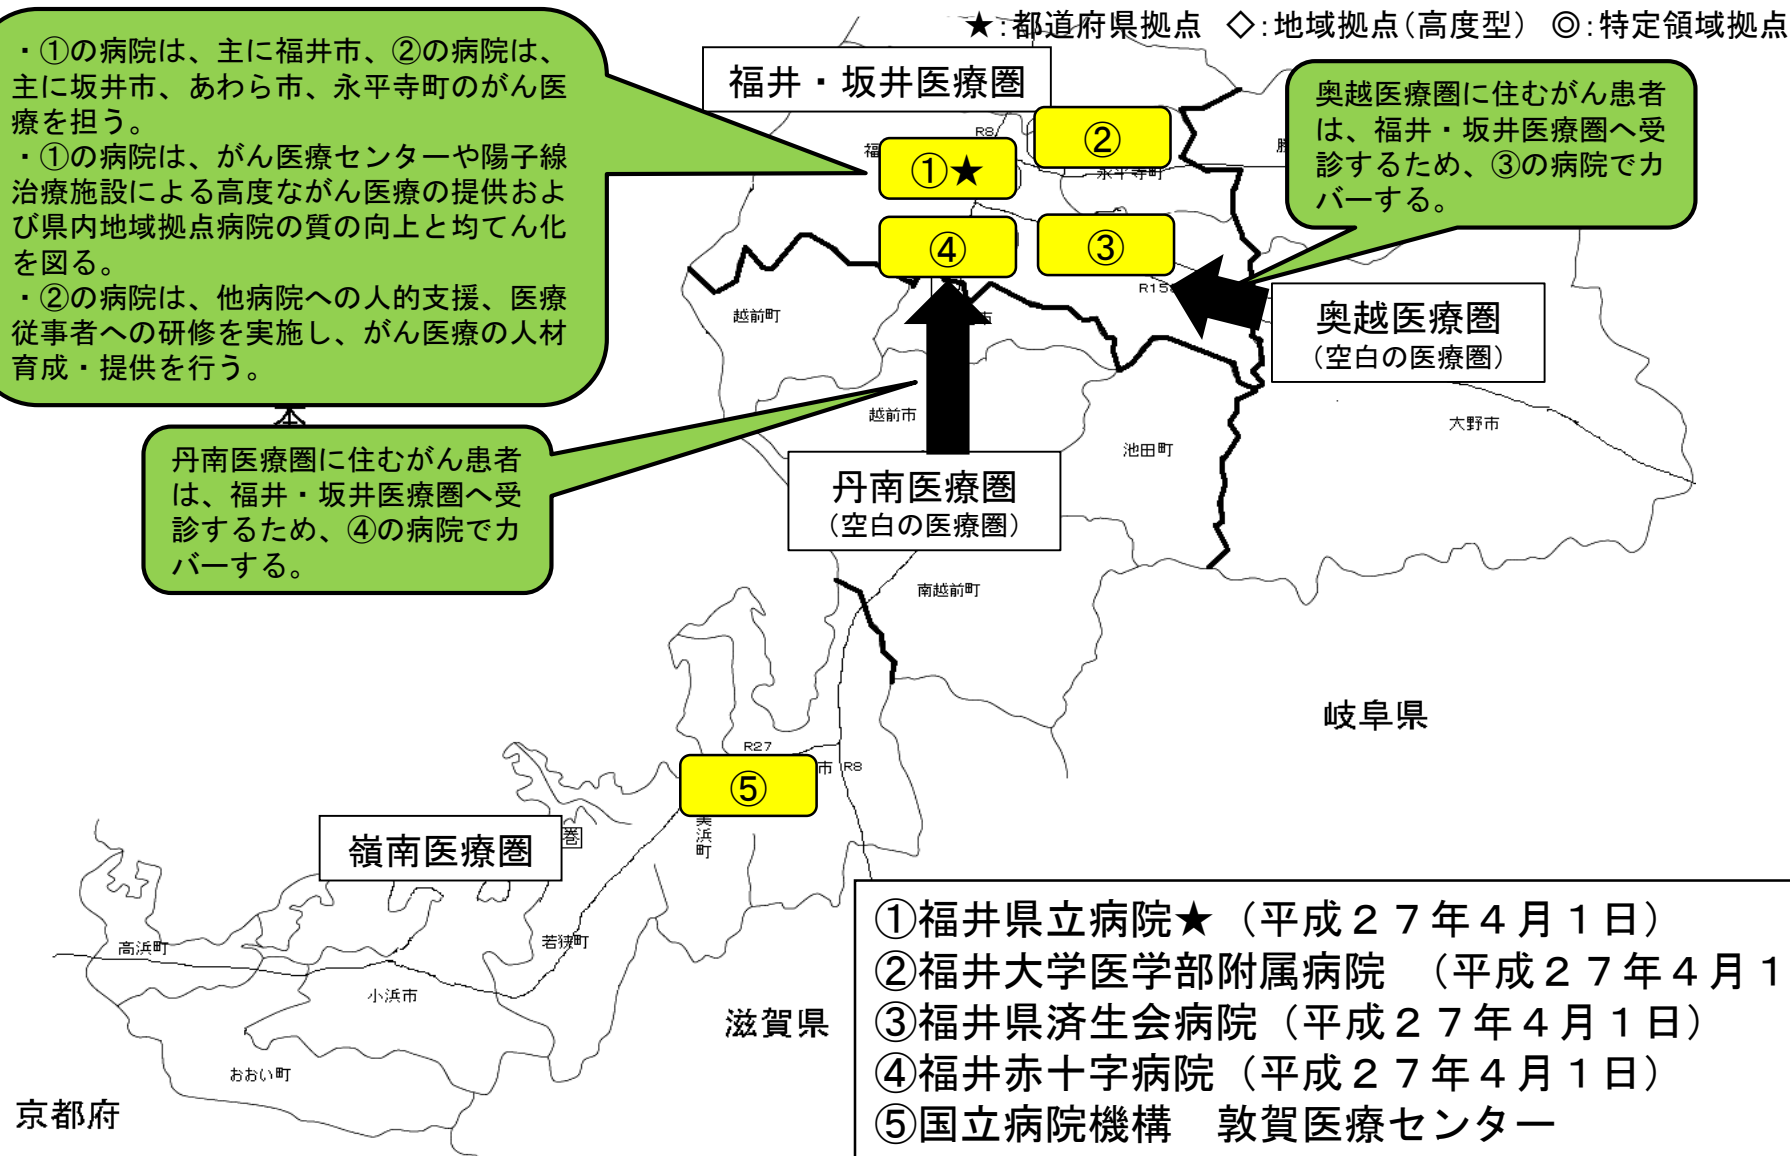 ★：都道府県拠点　◇：地域拠点（高度型）　◎：特定領域拠点
・①の病院は、主に福井市、②の病院は、
主に坂井市、あわら市、永平寺町のがん医
療を担う。
・①の病院は、がん医療センターや陽子線
治療施設による高度ながん医療の提供およ
び県内地域拠点病院の質の向上と均てん化
を図る。
・②の病院は、他病院への人的支援、医療
従事者への研修を実施し、がん医療の人材
育成・提供を行う。
福井・坂井医療圏
奥越医療圏に住むがん患者
は、福井・坂井医療圏へ受
診するため、③の病院でカ
バーする。
R8
②
福
①★
永平寺町
④
③
R15
越前町
市
奥越医療圏
（空白の医療圏）
越前市
大野市
池田町
丹南医療圏に住むがん患者
は、福井・坂井医療圏へ受
診するため、④の病院でカ
バーする。
丹南医療圏
（空白の医療圏）
南越前町
岐阜県
R27
市
R8
⑤
美浜町
嶺南医療圏
高浜町
若狭町
小浜市
おおい町
滋賀県
京都府
①福井県立病院★（平成２７年４月１日）
②福井大学医学部附属病院　（平成２７年４月１
③福井県済生会病院（平成２７年４月１日）
④福井赤十字病院（平成２７年４月１日）
⑤国立病院機構　敦賀医療センター